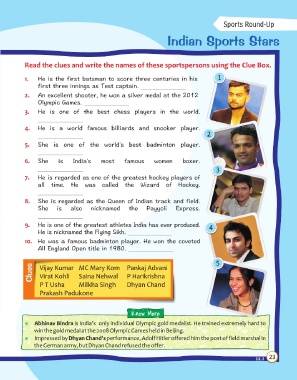 Sports Round-Up
Indian Sports Stars
Read the clues and write the names of these sportspersons using the Clue Box.
1. He is the first batsman to score three centuries in his
first three innings as Test captain.
2. An excellent shooter, he won a silver medal at the 2012
Olympic Games.
3. He is one of the best chess players in the world.
4. He is a world famous billiards and snooker player.
5. She is one of the world's best badminton player.
6. She is India's most famous women boxer.
7. He is regarded as one of the greatest hockey players of
all time. He was called the Wizard of Hockey.
8. She is regarded as the Queen of Indian track and field.
She is also nicknamed the Payyoli Express.
9. He is one of the greatest athletes India has ever produced.
He is nicknamed the Flying Sikh.
10. He was a famous badminton player. He won the coveted
All England Open title in 1980.
1
2
3
4
5
Clues
Vijay Kumar MC Mary Kom Pankaj Advani
Virat Kohli Saina Nehwal P Harikrishna
P T Usha Milkha Singh Dhyan Chand
Prakash Padukone
Know More
Abhinav Bindra is India's only individual Olympic gold medalist. He trained extremely hard to
win the gold medal at the 2008 Olympic Games held in Beijing.
Impressed by Dhyan Chand's performance, Adolf Hitler offered him the post of field marshal in
the German army, but Dhyan Chand refused the offer.
23